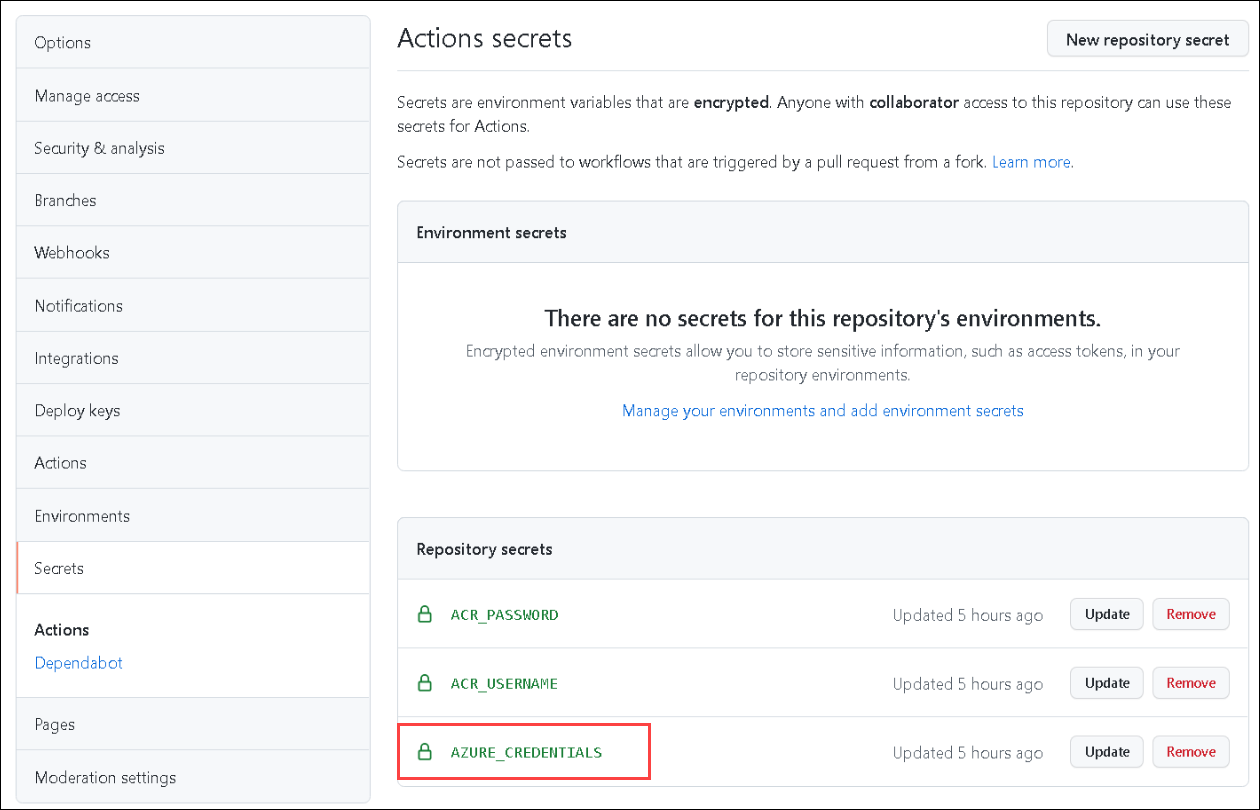 Options
Manage access
Security & analysis
Branches
Webhooks
Notifications
Integrations
Deploy keys
Actions
Environments
Secrets
Actions
Dependabot
Pages
Moderation settings
Actions secrets
New repository secret
Secrets are environment variables that are encrypted. Anyone with collaborator access to this repository can use these
secrets for Actions.
Secrets are not passed to workflows that are triggered by a pull request from a fork. Learn more.
Environment secrets
There are no secrets for this repository's environments.
Encrypted environment secrets allow you to store sensitive information, such as access tokens, in your
repository environments.
Manage your environments and add environment secrets
Repository secrets
ACR_PASSWORD Updated 5 hours ago Update Remove
ACR_USERNAME Updated 5 hours ago Update Remove
AZURE_CREDENTIALS Updated 5 hours ago Update Remove